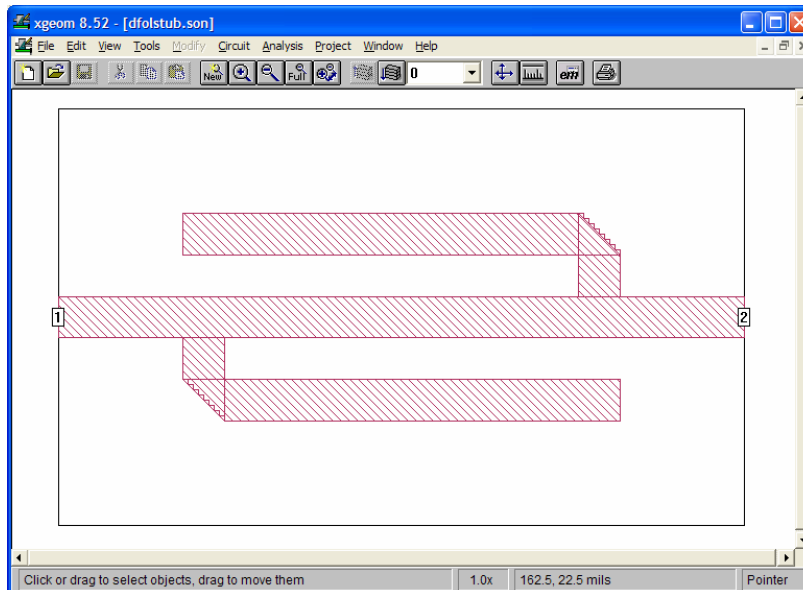 xgeom 8.52 - [dfolstub.son]
File Edit View Tools Modify Circuit Analysis Project Window Help
New Full 0 em
1 2
Click or drag to select objects, drag to move them 1.0x 162.5, 22.5 mils Pointer